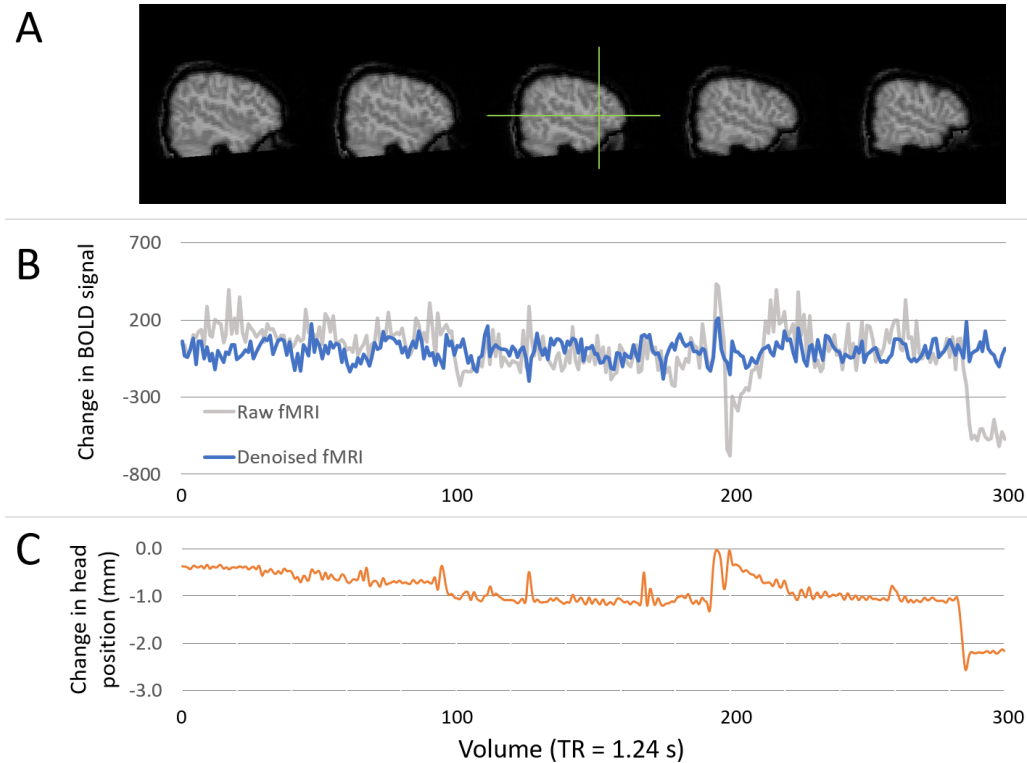 A
B
Change in BOLD signal
700
200
-300
-800
Raw fMRI
Denoised fMRI
0
100
200
300
C
Change in head
position (mm)
0.0
-1.0
-2.0
-3.0
0
100
200
300
Volume (TR = 1.24 s)